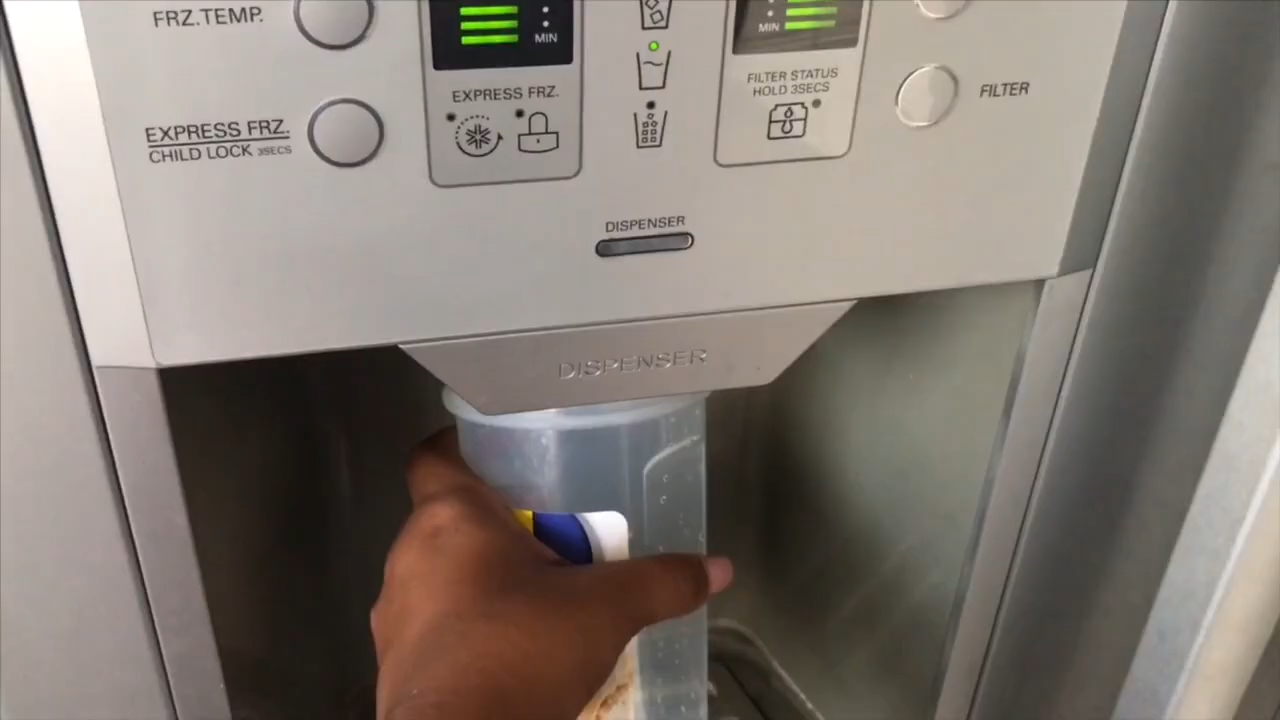 FRZ.TEMP.
MIN
MIN
EXPRESS FRZ.
FILTER STATUS
HOLD 3SECS
FILTER
EXPRESS FRZ.
CHILD LOCK 3SECS
DISPENSER
DISPENSER